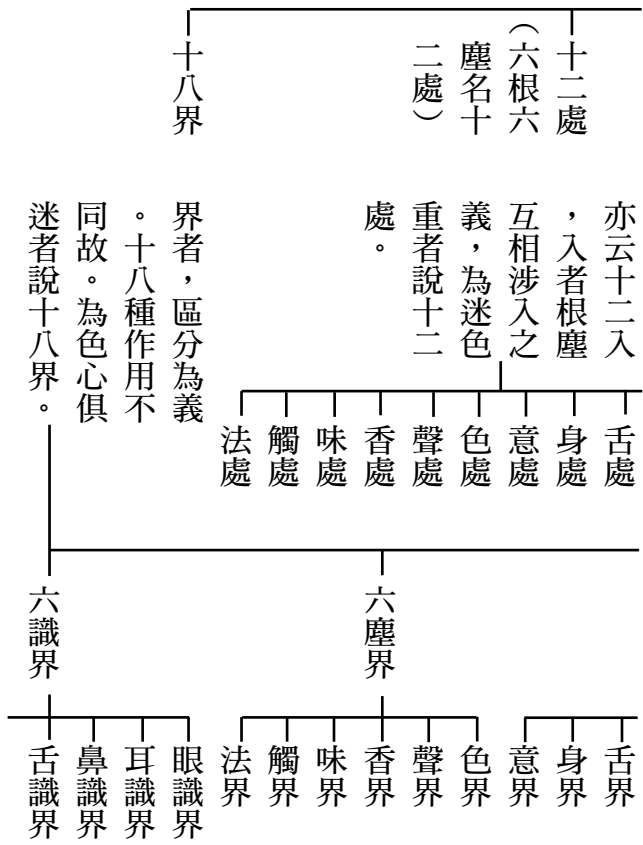 十二處
（六根六
塵名十
二處）
亦云十二入
，入者根塵
互相涉入之
義，為迷色
重者說十二
處。
舌處
身處
意處
色處
聲處
香處
味處
觸處
法處
十八界
界者，區分為義
。十八種作用不
同故。為色心俱
迷者說十八界。
舌界
身界
意界
六塵界
色界
聲界
香界
味界
觸界
法界
六識界
眼識界
耳識界
鼻識界
舌識界